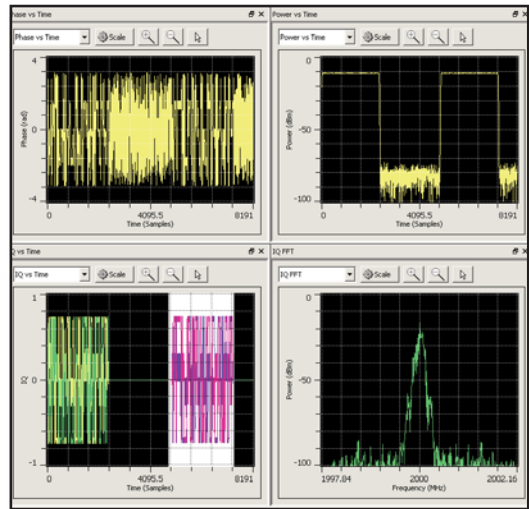 hase vs Time
Phase vs Time
Scale
4
0
-4
Phase (rad)
0
4095.5
8191
Time (Samples)
Power vs Time
Power vs Time
Scale
0
-50
-100
Power (dBm)
0
4095.5
8191
Time (Samples)
Q vs Time
IQ vs Time
Scale
1
0
-1
IQ
0
4095.5
8191
Time (Samples)
IQ FFT
IQ FFT
Scale
0
-50
-100
Power (dBm)
1997.84
2000
2002.16
Frequency (MHz)